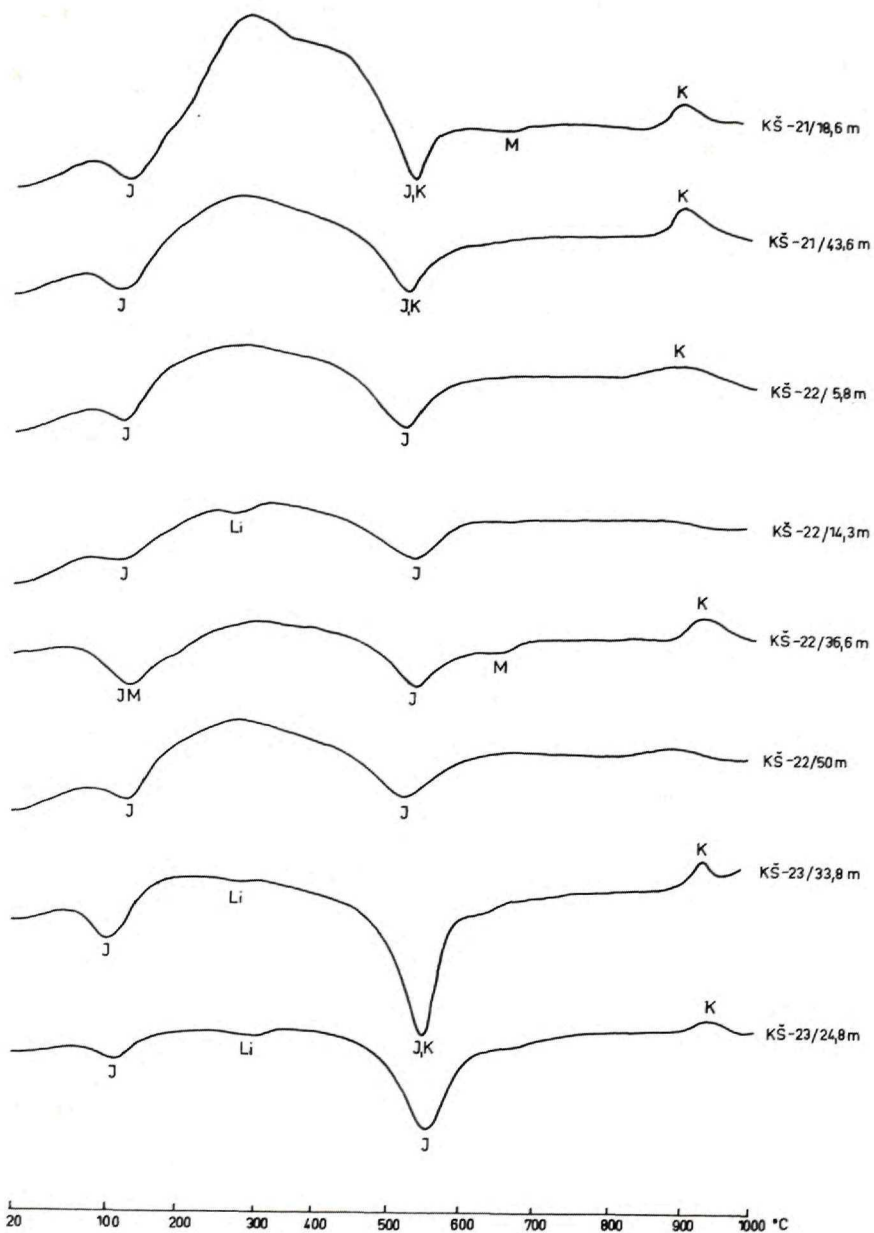 K
KŠ-21/18,6 m
M
J
J,K
K
KŠ-21/43,6 m
J
J,K
K
KŠ-22/5,8 m
J
J
Li
KŠ-22/14,3 m
J
J
K
KŠ-22/36,6 m
M
JM
J
KŠ-22/50 m
J
J
K
KŠ-23/33,8 m
Li
J
J,K
K
KŠ-23/24,8 m
Li
J
J
20 100 200 300 400 500 600 700 800 900 1000 °C